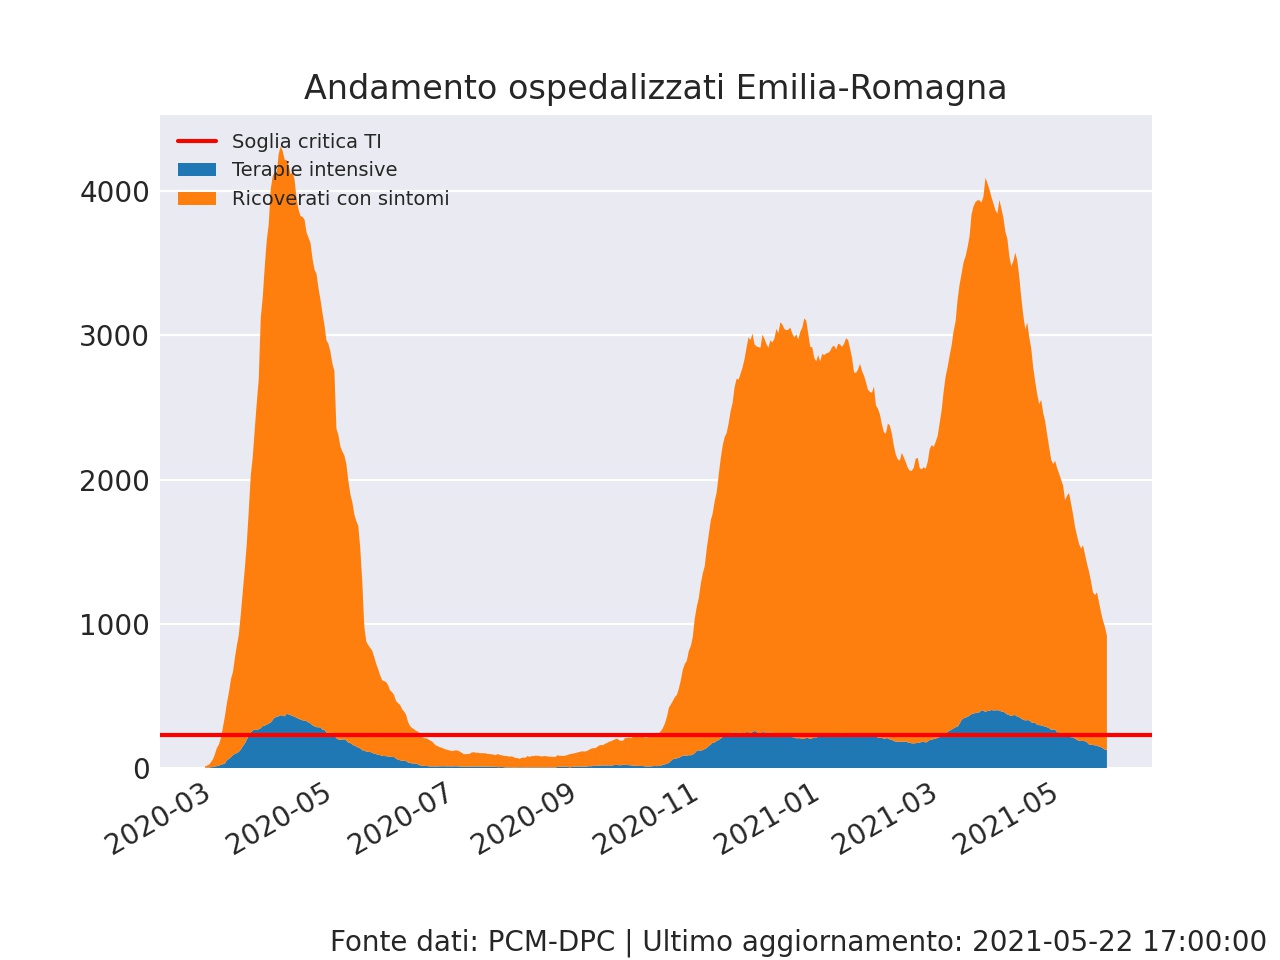 Andamento ospedalizzati Emilia-Romagna
Soglia critica TI
Terapie intensive
Ricoverati con sintomi
4000
3000
2000
1000
0
2020-03 2020-05 2020-07 2020-09 2020-11 2021-01 2021-03 2021-05
Fonte dati: PCM-DPC | Ultimo aggiornamento: 2021-05-22 17:00:00